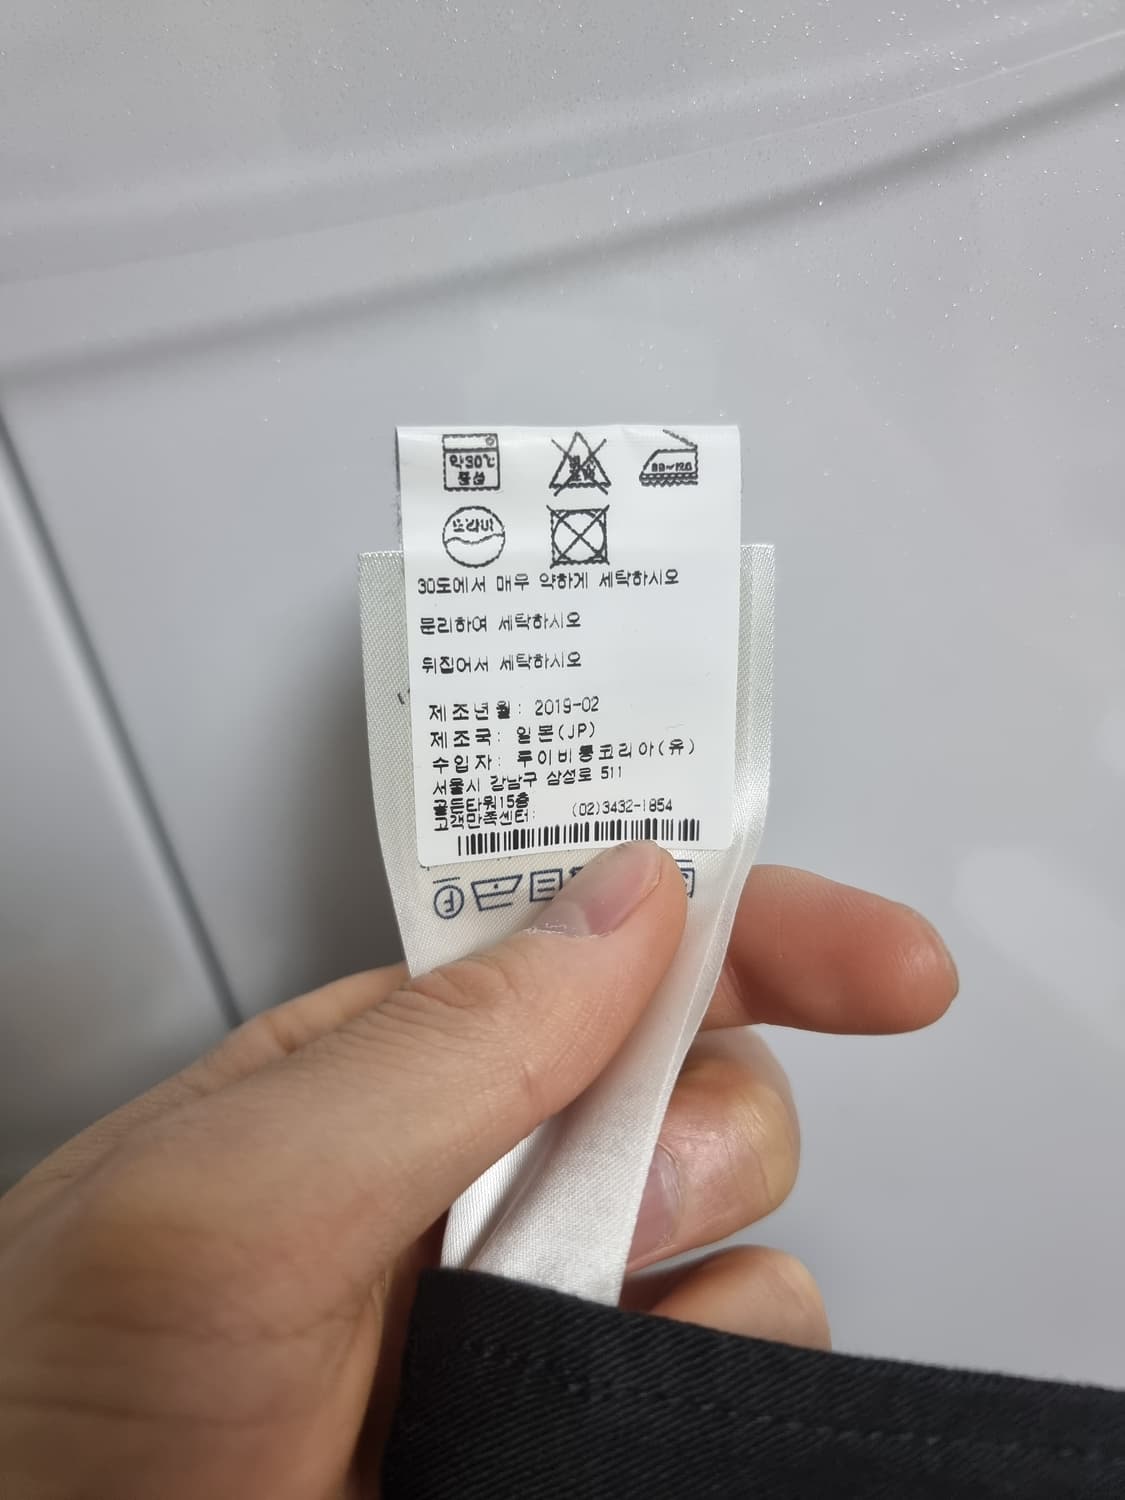 약30℃
중성
80~120
드라이
30도에서 매우 약하게 세탁하시오
분리하여 세탁하시오
뒤집어서 세탁하시오
제조년월: 2019-02
제조국: 일본(JP)
수입자: 루이비통코리아(유)
서울시 강남구 삼성로 511
골든타워15층
고객만족센터: (02)3432-1854
F